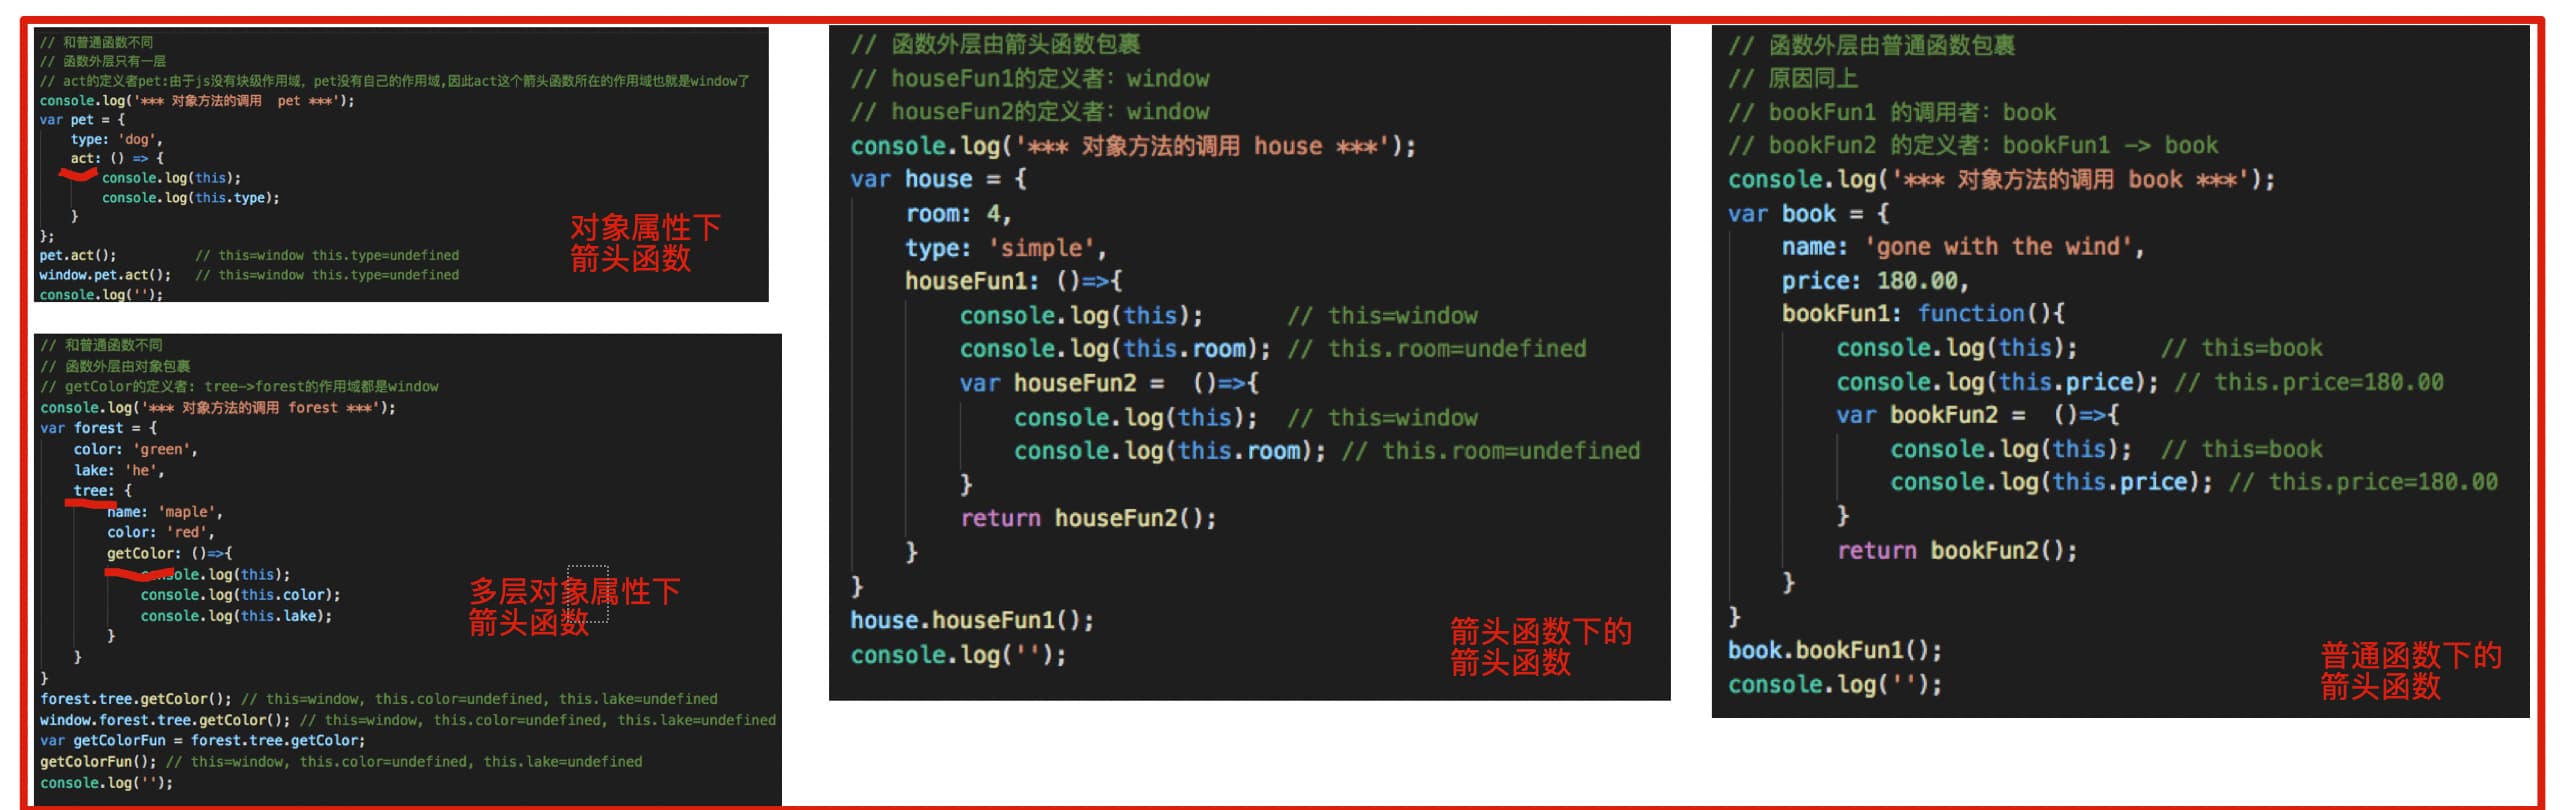 // 和普通函数不同
// 函数外层只有一层
// act的定义者pet:由于js没有块级作用域, pet没有自己的作用域,因此act这个箭头函数所在的作用域也就是window了
console.log('*** 对象方法的调用  pet ***');
var pet = {
    type: 'dog',
    act: () => {
        console.log(this);
        console.log(this.type);
    }
};
pet.act();          // this=window this.type=undefined
window.pet.act();   // this=window this.type=undefined
console.log('');
对象属性下
箭头函数
// 和普通函数不同
// 函数外层由对象包裹
// getColor的定义者: tree->forest的作用域都是window
console.log('*** 对象方法的调用 forest ***');
var forest = {
    color: 'green',
    lake: 'he',
    tree: {
        name: 'maple',
        color: 'red',
        getColor: ()=>{
            console.log(this);
            console.log(this.color);
            console.log(this.lake);
        }
    }
}
forest.tree.getColor(); // this=window, this.color=undefined, this.lake=undefined
window.forest.tree.getColor(); // this=window, this.color=undefined, this.lake=undefined
var getColorFun = forest.tree.getColor;
getColorFun(); // this=window, this.color=undefined, this.lake=undefined
console.log('');
多层对象属性下
箭头函数
// 函数外层由箭头函数包裹
// houseFun1的定义者: window
// houseFun2的定义者: window
console.log('*** 对象方法的调用 house ***');
var house = {
    room: 4,
    type: 'simple',
    houseFun1: ()=>{
        console.log(this);      // this=window
        console.log(this.room); // this.room=undefined
        var houseFun2 =  ()=>{
            console.log(this);  // this=window
            console.log(this.room); // this.room=undefined
        }
        return houseFun2();
    }
}
house.houseFun1();
console.log('');
箭头函数下的
箭头函数
// 函数外层由普通函数包裹
// 原因同上
// bookFun1 的调用者: book
// bookFun2 的定义者: bookFun1 -> book
console.log('*** 对象方法的调用 book ***');
var book = {
    name: 'gone with the wind',
    price: 180.00,
    bookFun1: function(){
        console.log(this);      // this=book
        console.log(this.price); // this.price=180.00
        var bookFun2 =  ()=>{
            console.log(this);  // this=book
            console.log(this.price); // this.price=180.00
        }
        return bookFun2();
    }
}
book.bookFun1();
console.log('');
普通函数下的
箭头函数